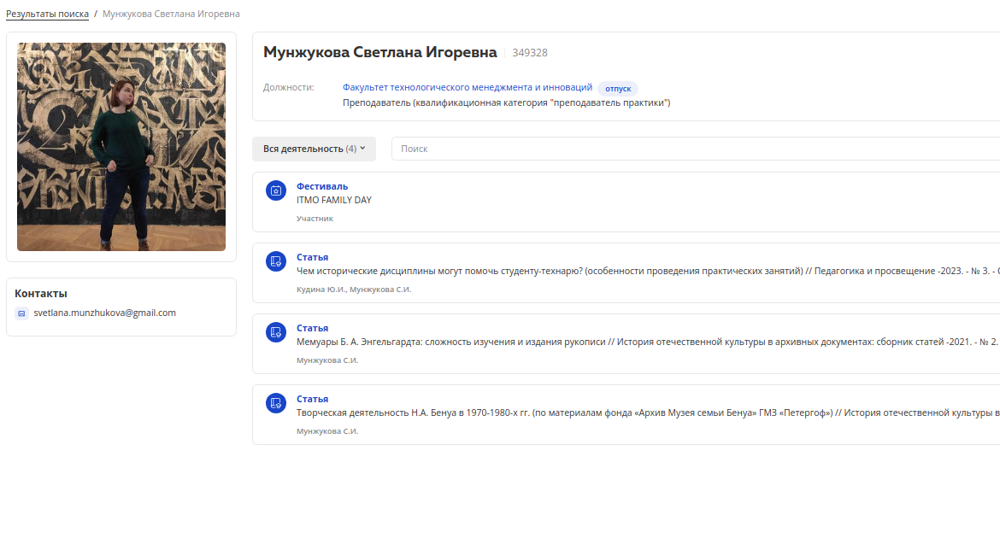 Результаты поиска / Мунжукова Светлана Игоревна
Мунжукова Светлана Игоревна 349328
Должности: Факультет технологического менеджмента и инноваций отпуск
Преподаватель (квалификационная категория "преподаватель практики")
Вся деятельность (4) Поиск
Фестиваль
ITMO FAMILY DAY
Участник
Статья
Чем исторические дисциплины могут помочь студенту-технарю? (особенности проведения практических занятий) // Педагогика и просвещение -2023. - № 3. -
Кудина Ю.И., Мунжукова С.И.
Контакты
svetlana.munzhukova@gmail.com
Статья
Мемуары Б. А. Энгельгардта: сложность изучения и издания рукописи // История отечественной культуры в архивных документах: сборник статей -2021. - № 2.
Мунжукова С.И.
Статья
Творческая деятельность Н.А. Бенуа в 1970-1980-х гг. (по материалам фонда «Архив Музея семьи Бенуа» ГМЗ «Петергоф») // История отечественной культуры в
Мунжукова С.И.